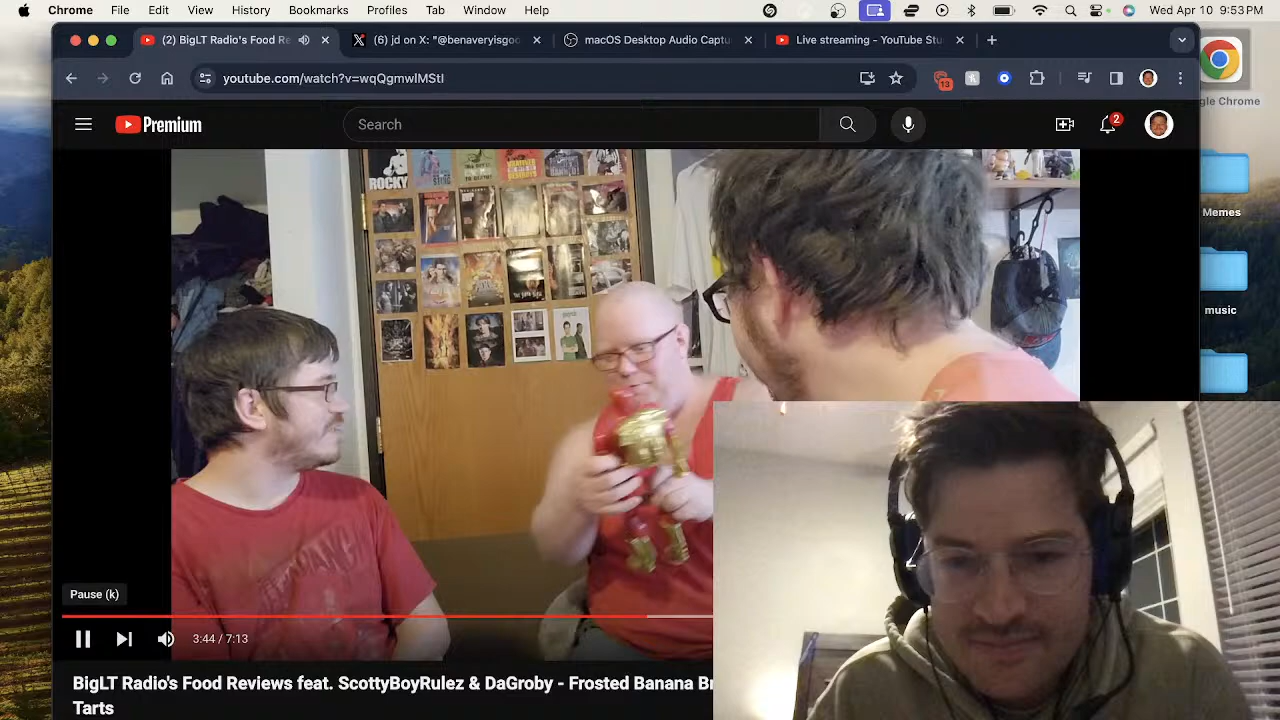 Chrome File Edit View History Bookmarks Profiles Tab Window Help Wed Apr 10 9:53PM
(2) BigLT Radio's Food Re (6) jd on X: "@benaveryisgoo macOS Desktop Audio Captu Live streaming - YouTube Stu
youtube.com/watch?v=wqQgmwIMStI
13
gle Chrome
Premium
Search
2
ROCKY
Memes
music
Pause (k)
3:44 / 7:13
BigLT Radio's Food Reviews feat. ScottyBoyRulez & DaGroby - Frosted Banana Br
Tarts